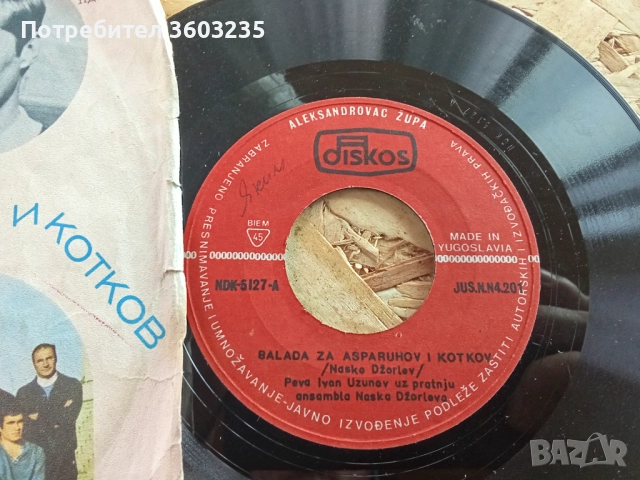 Потребител 3603235
И КОТКОВ
ALEKSANDROVAC ŽUPA
diskos
ZABRANJENO PRESNIMAVANJE I UMNOŽAVANJE-JAVNO IZVOĐENJE PODLEŽE ZAŠTITI AUTORSKIH I IZVOĐAČKIH PRAVA
BIEM
45
MADE IN
YUGOSLAVIA
NDK-5127-A
JUS.N.N4.201
BALADA ZA ASPARUHOV I KOTKOV
/Nasko Džorlev/
Peva Ivan Uzunov uz pratnju
ansambla Naska Džorleva
BAZAR
bg